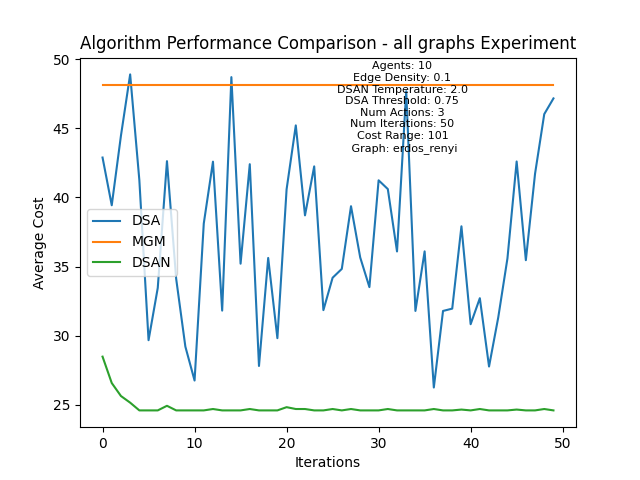 Algorithm Performance Comparison - all graphs Experiment
Agents: 10
Edge Density: 0.1
DSAN Temperature: 2.0
DSA Threshold: 0.75
Num Actions: 3
Num Iterations: 50
Cost Range: 101
Graph: erdos_renyi
50
45
40
35
30
25
Average Cost
DSA
MGM
DSAN
0
10
20
30
40
50
Iterations